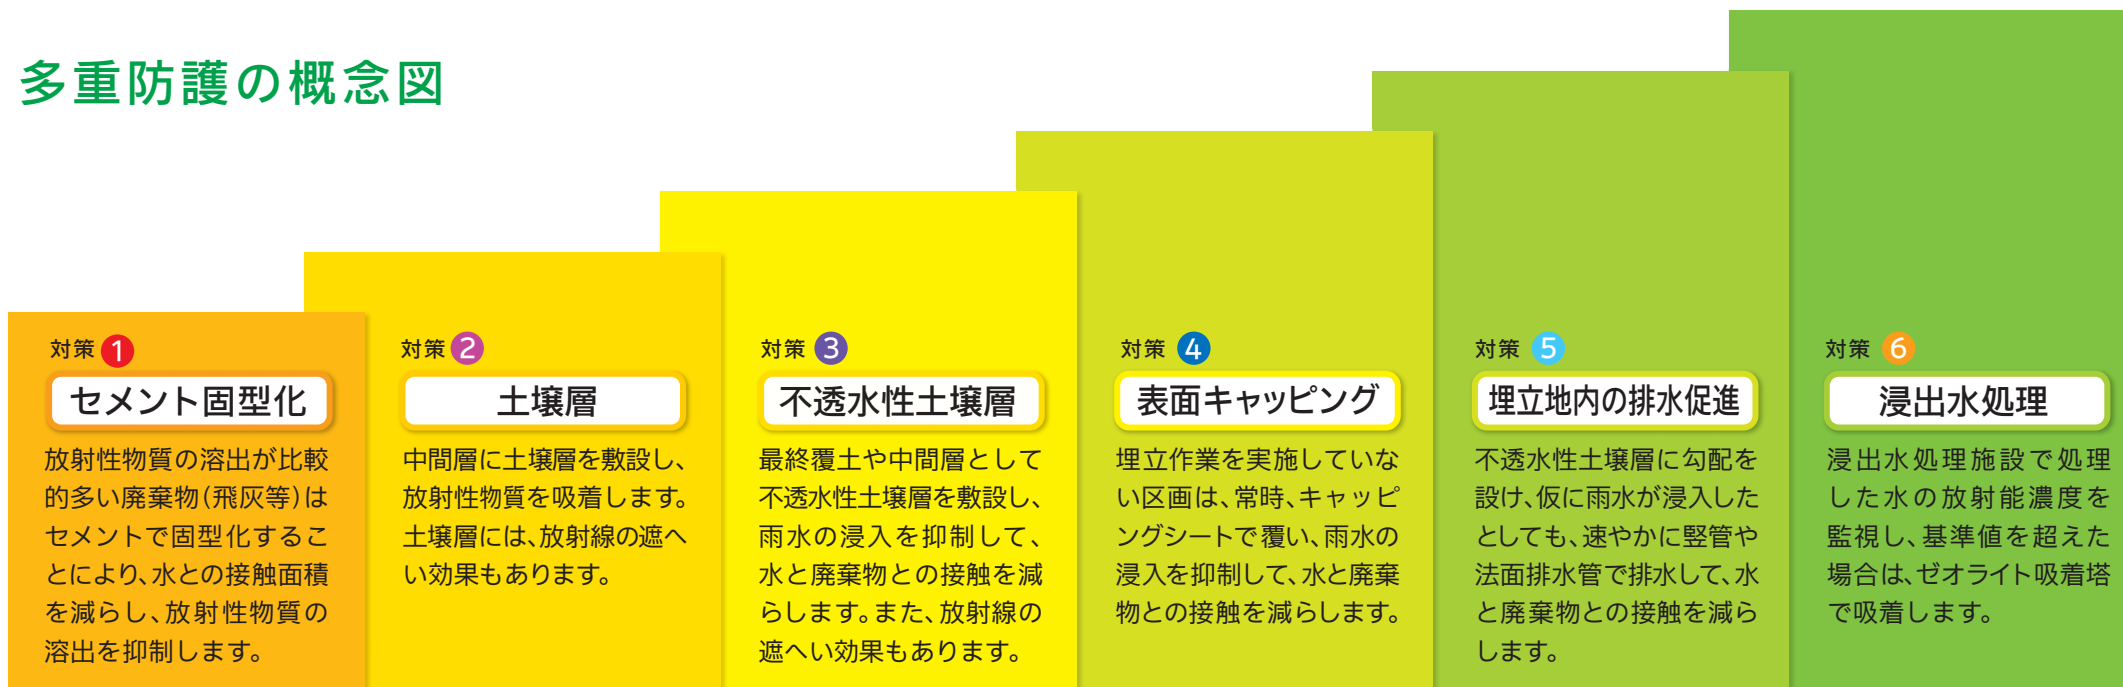 多重防護の概念図
対策 1
セメント固型化
放射性物質の溶出が比較
的多い廃棄物(飛灰等)は
セメントで固型化するこ
とにより、水との接触面積
を減らし、放射性物質の
溶出を抑制します。
対策 2
土壌層
中間層に土壌層を敷設し、
放射性物質を吸着します。
土壌層には、放射線の遮へ
い効果もあります。
対策 3
不透水性土壌層
最終覆土や中間層として
不透水性土壌層を敷設し、
雨水の浸入を抑制して、
水と廃棄物との接触を減
らします。また、放射線の
遮へい効果もあります。
対策 4
表面キャッピング
埋立作業を実施していな
い区画は、常時、キャッピ
ングシートで覆い、雨水の
浸入を抑制して、水と廃棄
物との接触を減らします。
対策 5
埋立地内の排水促進
不透水性土壌層に勾配を
設け、仮に雨水が浸入した
としても、速やかに竪管や
法面排水管で排水して、水
と廃棄物との接触を減ら
します。
対策 6
浸出水処理
浸出水処理施設で処理
した水の放射能濃度を
監視し、基準値を超えた
場合は、ゼオライト吸着塔
で吸着します。